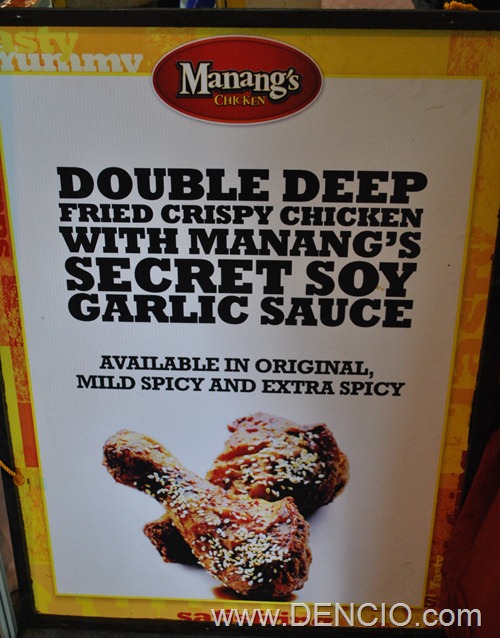 asty
yummy
Manang's
CHICKEN
DOUBLE DEEP
FRIED CRISPY CHICKEN
WITH MANANG'S
SECRET SOY
GARLIC SAUCE
AVAILABLE IN ORIGINAL,
MILD SPICY AND EXTRA SPICY
www.DENCIO.com